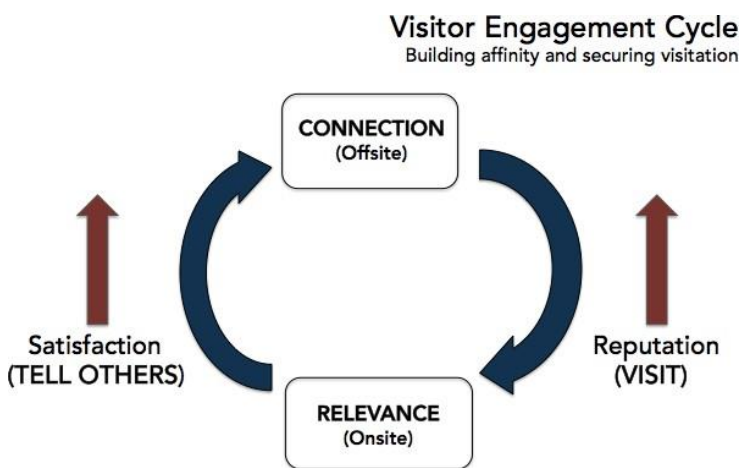 Visitor Engagement Cycle
Building affinity and securing visitation
CONNECTION
(Offsite)
Satisfaction
(TELL OTHERS)
Reputation
(VISIT)
RELEVANCE
(Onsite)